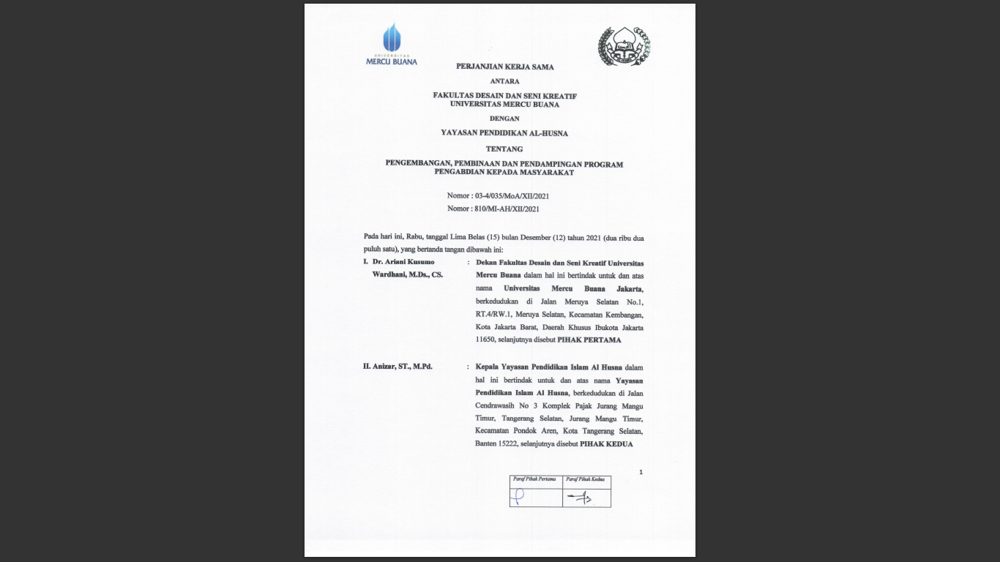 UNIVERSITAS
MERCU BUANA
PERJANJIAN KERJA SAMA
ANTARA
FAKULTAS DESAIN DAN SENI KREATIF
UNIVERSITAS MERCU BUANA
DENGAN
YAYASAN PENDIDIKAN AL-HUSNA
TENTANG
PENGEMBANGAN, PEMBINAAN DAN PENDAMPINGAN PROGRAM
PENGABDIAN KEPADA MASYARAKAT
Nomor : 03-4/035/MoA/XII/2021
Nomor : 810/MI-AH/XII/2021
Pada hari ini, Rabu, tanggal Lima Belas (15) bulan Desember (12) tahun 2021 (dua ribu dua
puluh satu), yang bertanda tangan dibawah ini:
I. Dr. Ariani Kusumo : Dekan Fakultas Desain dan Seni Kreatif Universitas
Wardhani, M.Ds., CS. Mercu Buana dalam hal ini bertindak untuk dan atas
nama Universitas Mercu Buana Jakarta,
berkedudukan di Jalan Meruya Selatan No.1,
RT.4/RW.1, Meruya Selatan, Kecamatan Kembangan,
Kota Jakarta Barat, Daerah Khusus Ibukota Jakarta
11650, selanjutnya disebut PIHAK PERTAMA
II. Anizar, ST., M.Pd. : Kepala Yayasan Pendidikan Islam Al Husna dalam
hal ini bertindak untuk dan atas nama Yayasan
Pendidikan Islam Al Husna, berkedudukan di Jalan
Cendrawasih No 3 Komplek Pajak Jurang Mangu
Timur, Tangerang Selatan, Jurang Mangu Timur,
Kecamatan Pondok Aren, Kota Tangerang Selatan,
Banten 15222, selanjutnya disebut PIHAK KEDUA
1
Paraf Pihak Pertama Paraf Pihak Kedua